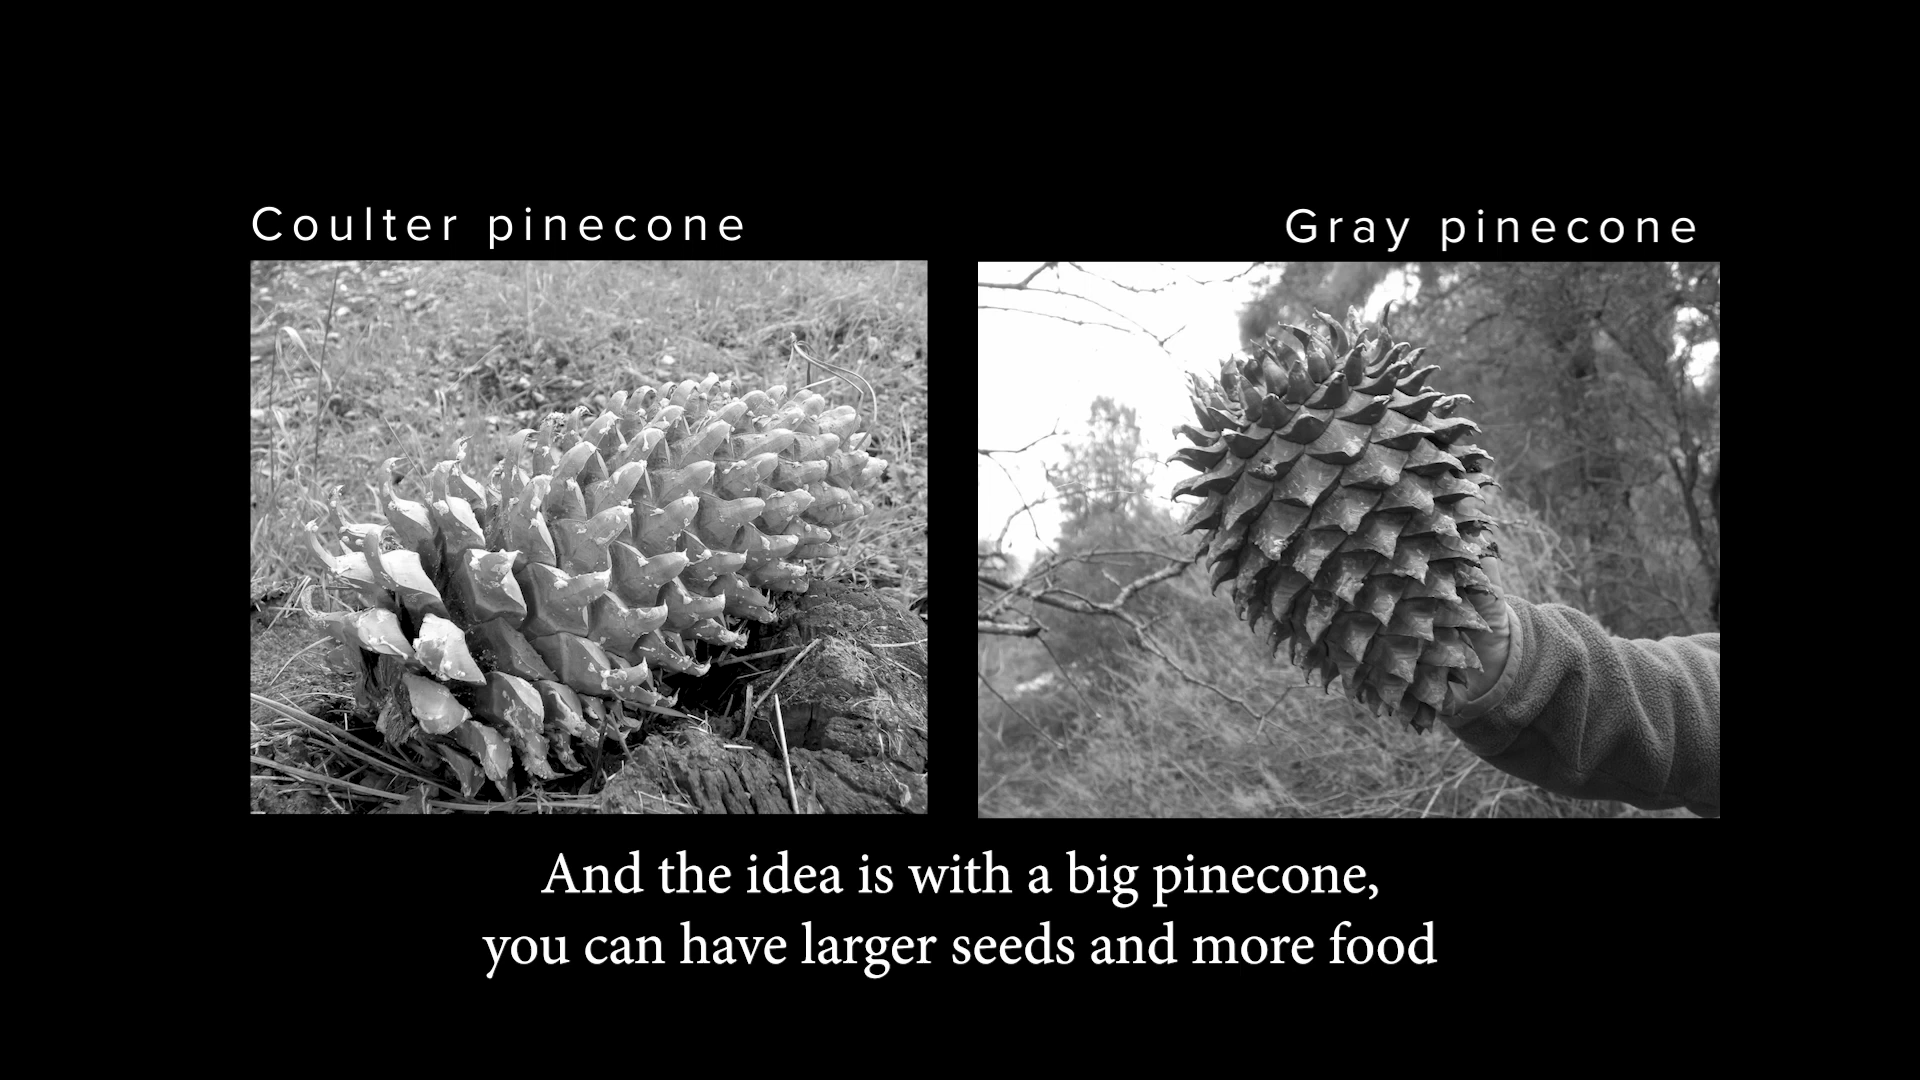 Coulter pinecone
Gray pinecone
And the idea is with a big pinecone,
you can have larger seeds and more food